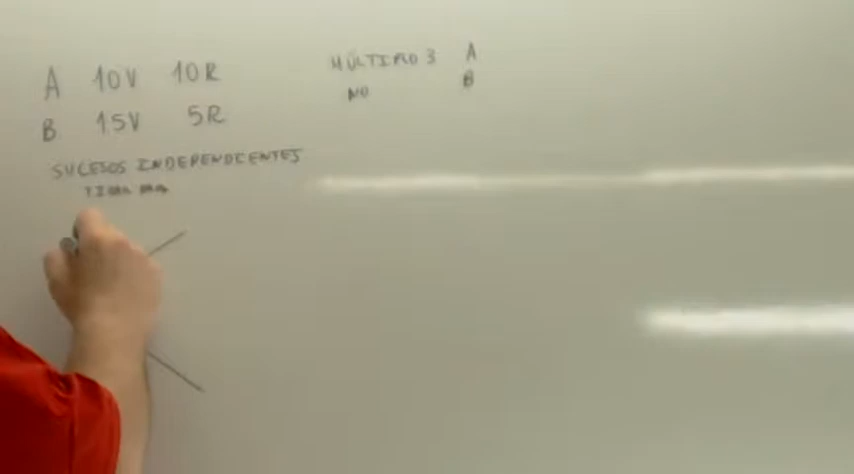 A 10V 10R
B 15V 5R
MÚLTIPLO 3 A
NO B
SUCESOS INDEPENDIENTES